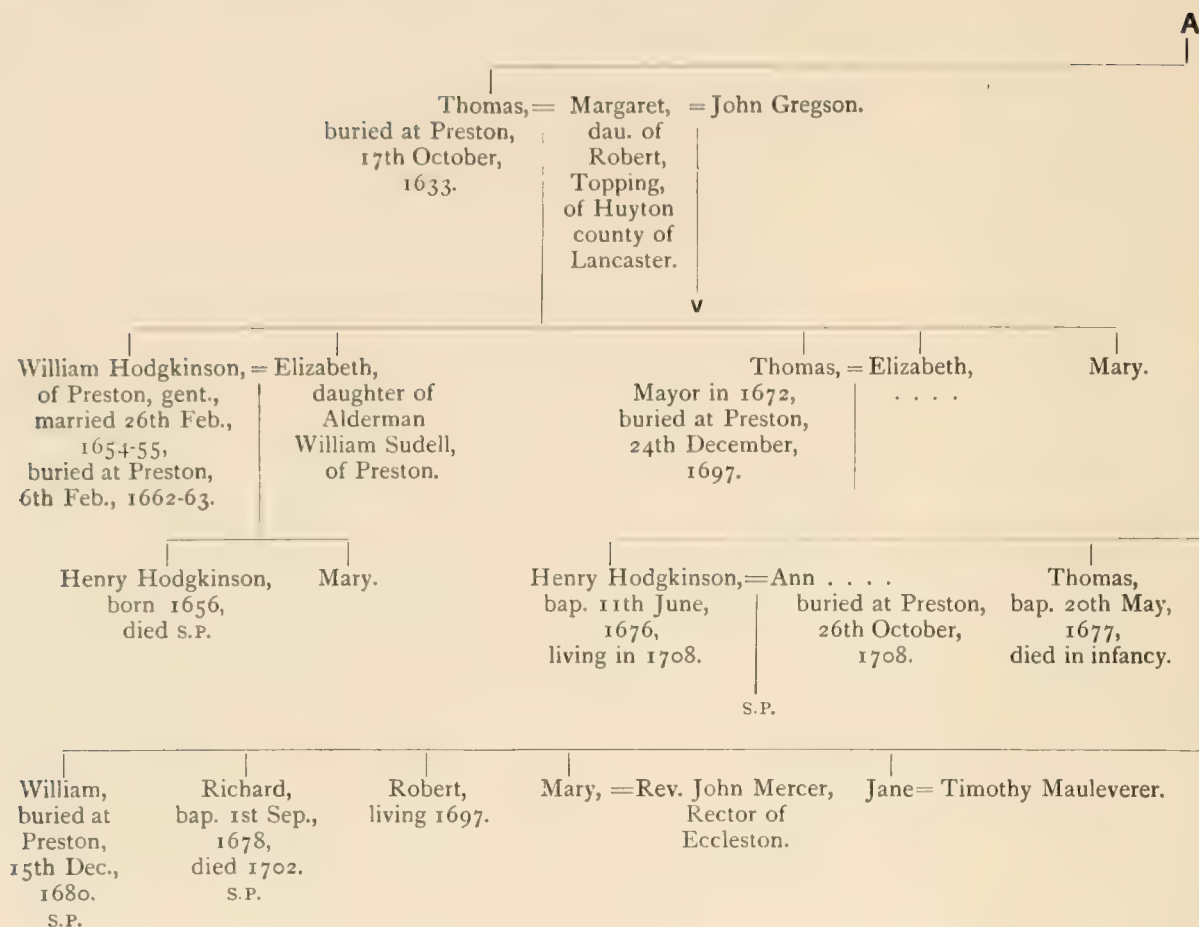 A
Thomas, = Margaret, = John Gregson.
buried at Preston,
17th October,
1633.
dau. of
Robert,
Topping,
of Huyton
county of
Lancaster.
v
William Hodgkinson, = Elizabeth,
of Preston, gent.,
married 26th Feb.,
1654-55,
buried at Preston,
6th Feb., 1662-63.
daughter of
Alderman
William Sudell,
of Preston.
Thomas, = Elizabeth,
Mayor in 1672,
buried at Preston,
24th December,
1697.
. . . .
Mary.
Henry Hodgkinson,
born 1656,
died S.P.
Mary.
Henry Hodgkinson, = Ann . . . .
bap. 11th June,
1676,
living in 1708.
buried at Preston,
26th October,
1708.
S.P.
Thomas,
bap. 20th May,
1677,
died in infancy.
William,
buried at
Preston,
15th Dec.,
1680.
S.P.
Richard,
bap. 1st Sep.,
1678,
died 1702.
S.P.
Robert,
living 1697.
Mary, = Rev. John Mercer,
Rector of
Eccleston.
Jane = Timothy Mauleverer.